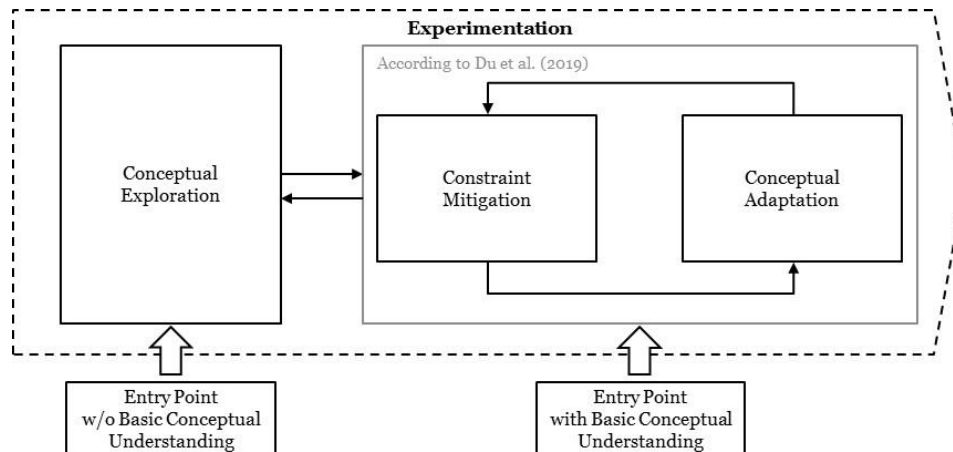 Experimentation
According to Du et al. (2019)
Conceptual
Exploration
Constraint
Mitigation
Conceptual
Adaptation
Entry Point
w/o Basic Conceptual
Understanding
Entry Point
with Basic Conceptual
Understanding